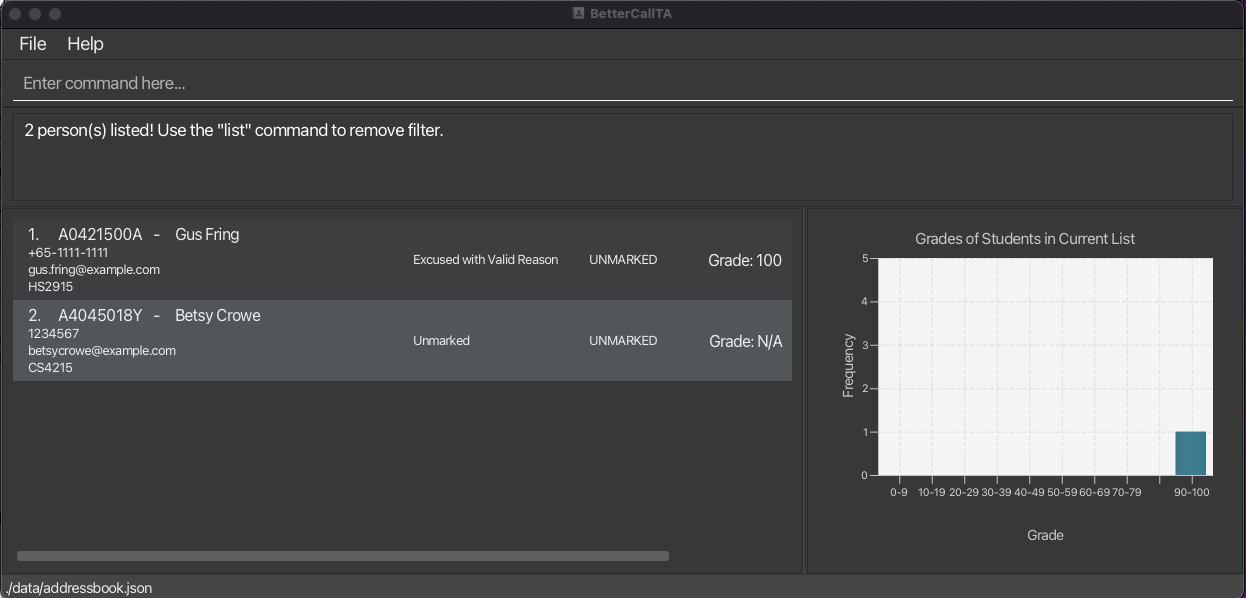 BetterCallTA
File Help
Enter command here...
2 person(s) listed! Use the "list" command to remove filter.
1. A0421500A - Gus Fring
+65-1111-1111
gus.fring@example.com
HS2915
Excused with Valid Reason UNMARKED Grade: 100
2. A4045018Y - Betsy Crowe
1234567
betsycrowe@example.com
CS4215
Unmarked UNMARKED Grade: N/A
Grades of Students in Current List
Frequency
5
4
3
2
1
0
0-9 10-19 20-29 30-39 40-49 50-59 60-69 70-79 90-100
Grade
./data/addressbook.json